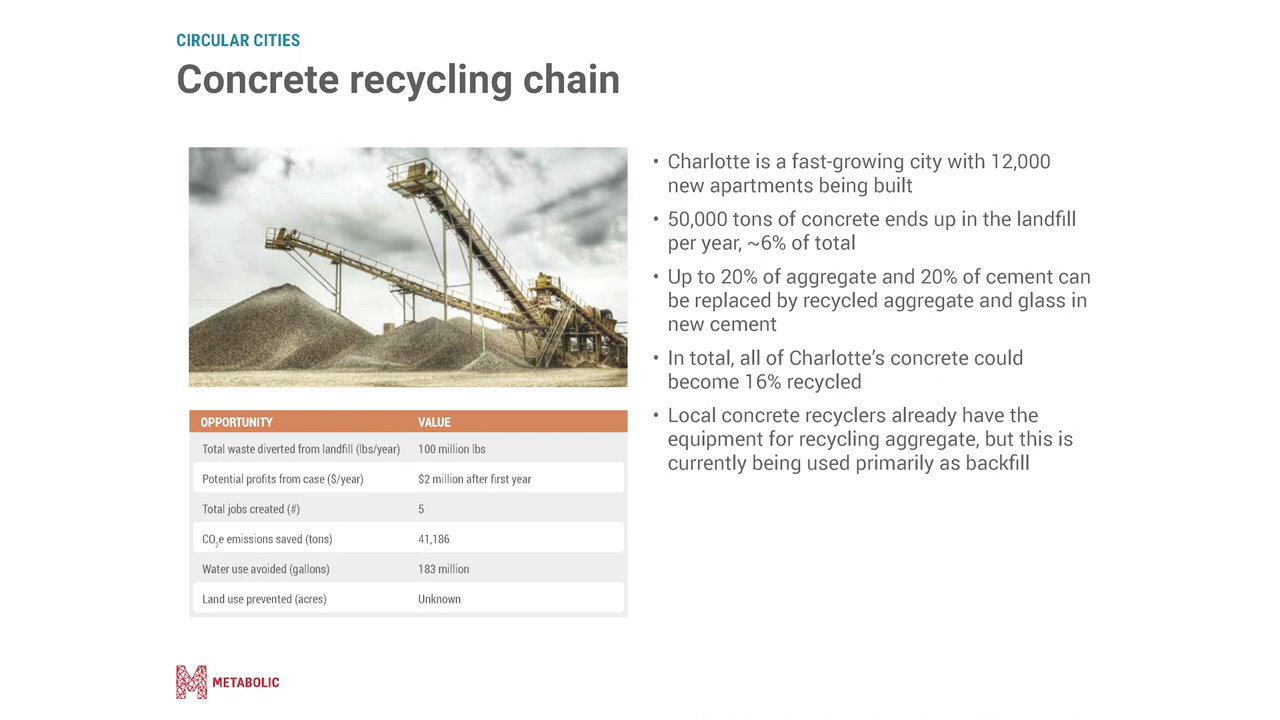 CIRCULAR CITIES
Concrete recycling chain
OPPORTUNITY VALUE
Total waste diverted from landfill (lbs/year) 100 million lbs
Potential profits from case ($/year) $2 million after first year
Total jobs created (#) 5
CO2e emissions saved (tons) 41,186
Water use avoided (gallons) 183 million
Land use prevented (acres) Unknown
• Charlotte is a fast-growing city with 12,000
new apartments being built
• 50,000 tons of concrete ends up in the landfill
per year, ~6% of total
• Up to 20% of aggregate and 20% of cement can
be replaced by recycled aggregate and glass in
new cement
• In total, all of Charlotte’s concrete could
become 16% recycled
• Local concrete recyclers already have the
equipment for recycling aggregate, but this is
currently being used primarily as backfill
METABOLIC